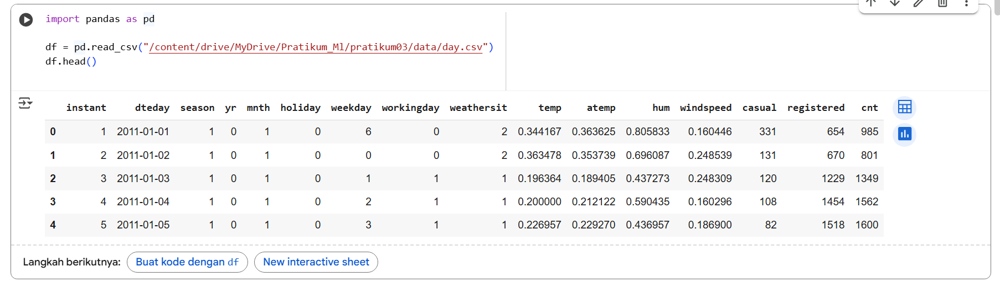 import pandas as pd
df = pd.read_csv("/content/drive/MyDrive/Pratikum_Ml/pratikum03/data/day.csv")
df.head()
instant dteday season yr mnth holiday weekday workingday weathersit temp atemp hum windspeed casual registered cnt
0 1 2011-01-01 1 0 1 0 6 0 2 0.344167 0.363625 0.805833 0.160446 331 654 985
1 2 2011-01-02 1 0 1 0 0 0 2 0.363478 0.353739 0.696087 0.248539 131 670 801
2 3 2011-01-03 1 0 1 0 1 1 1 0.196364 0.189405 0.437273 0.248309 120 1229 1349
3 4 2011-01-04 1 0 1 0 2 1 1 0.200000 0.212122 0.590435 0.160296 108 1454 1562
4 5 2011-01-05 1 0 1 0 3 1 1 0.226957 0.229270 0.436957 0.186900 82 1518 1600
Langkah berikutnya: Buat kode dengan df New interactive sheet